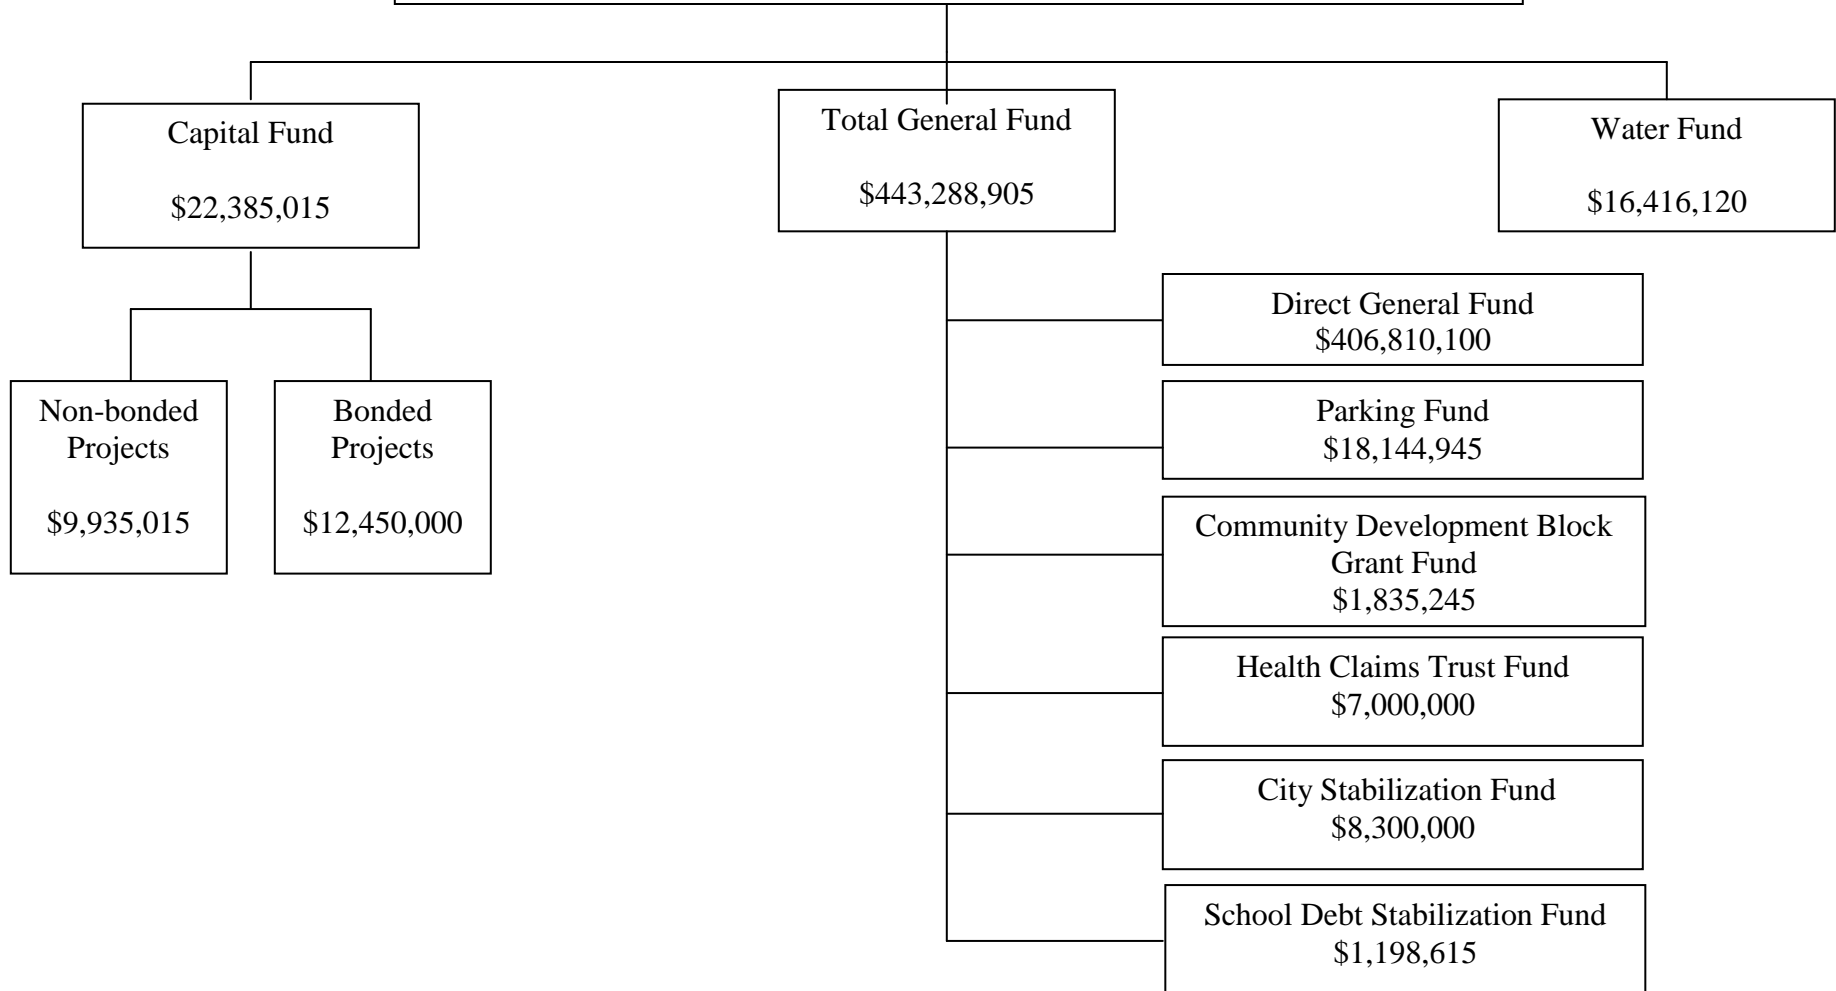 Capital Fund
$22,385,015
Total General Fund
$443,288,905
Water Fund
$16,416,120
Non-bonded
Projects
$9,935,015
Bonded
Projects
$12,450,000
Direct General Fund
$406,810,100
Parking Fund
$18,144,945
Community Development Block
Grant Fund
$1,835,245
Health Claims Trust Fund
$7,000,000
City Stabilization Fund
$8,300,000
School Debt Stabilization Fund
$1,198,615